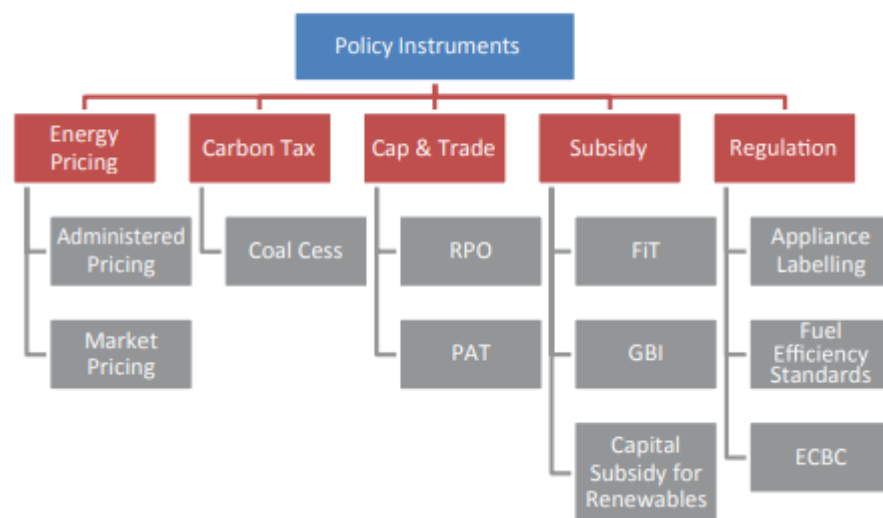 Policy Instruments
Energy
Pricing
Carbon Tax
Cap & Trade
Subsidy
Regulation
Administered
Pricing
Coal Cess
RPO
FiT
Appliance
Labelling
Market
Pricing
PAT
GBI
Fuel
Efficiency
Standards
Capital
Subsidy for
Renewables
ECBC